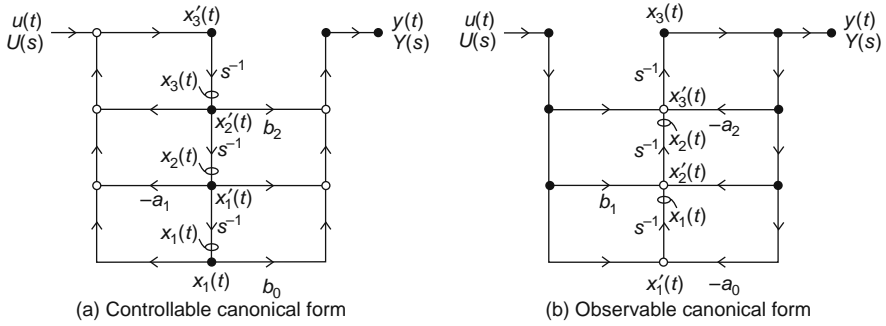 u(t)
U(s)
x′3(t)
y(t)
Y(s)
s⁻¹
x3(t)
x′2(t)
b2
x2(t)
s⁻¹
−a1
x′1(t)
x1(t)
s⁻¹
x1(t)
b0
(a) Controllable canonical form
u(t)
U(s)
x3(t)
y(t)
Y(s)
s⁻¹
x′3(t)
−a2
x2(t)
s⁻¹
x′2(t)
b1
x1(t)
s⁻¹
x′1(t)
−a0
(b) Observable canonical form